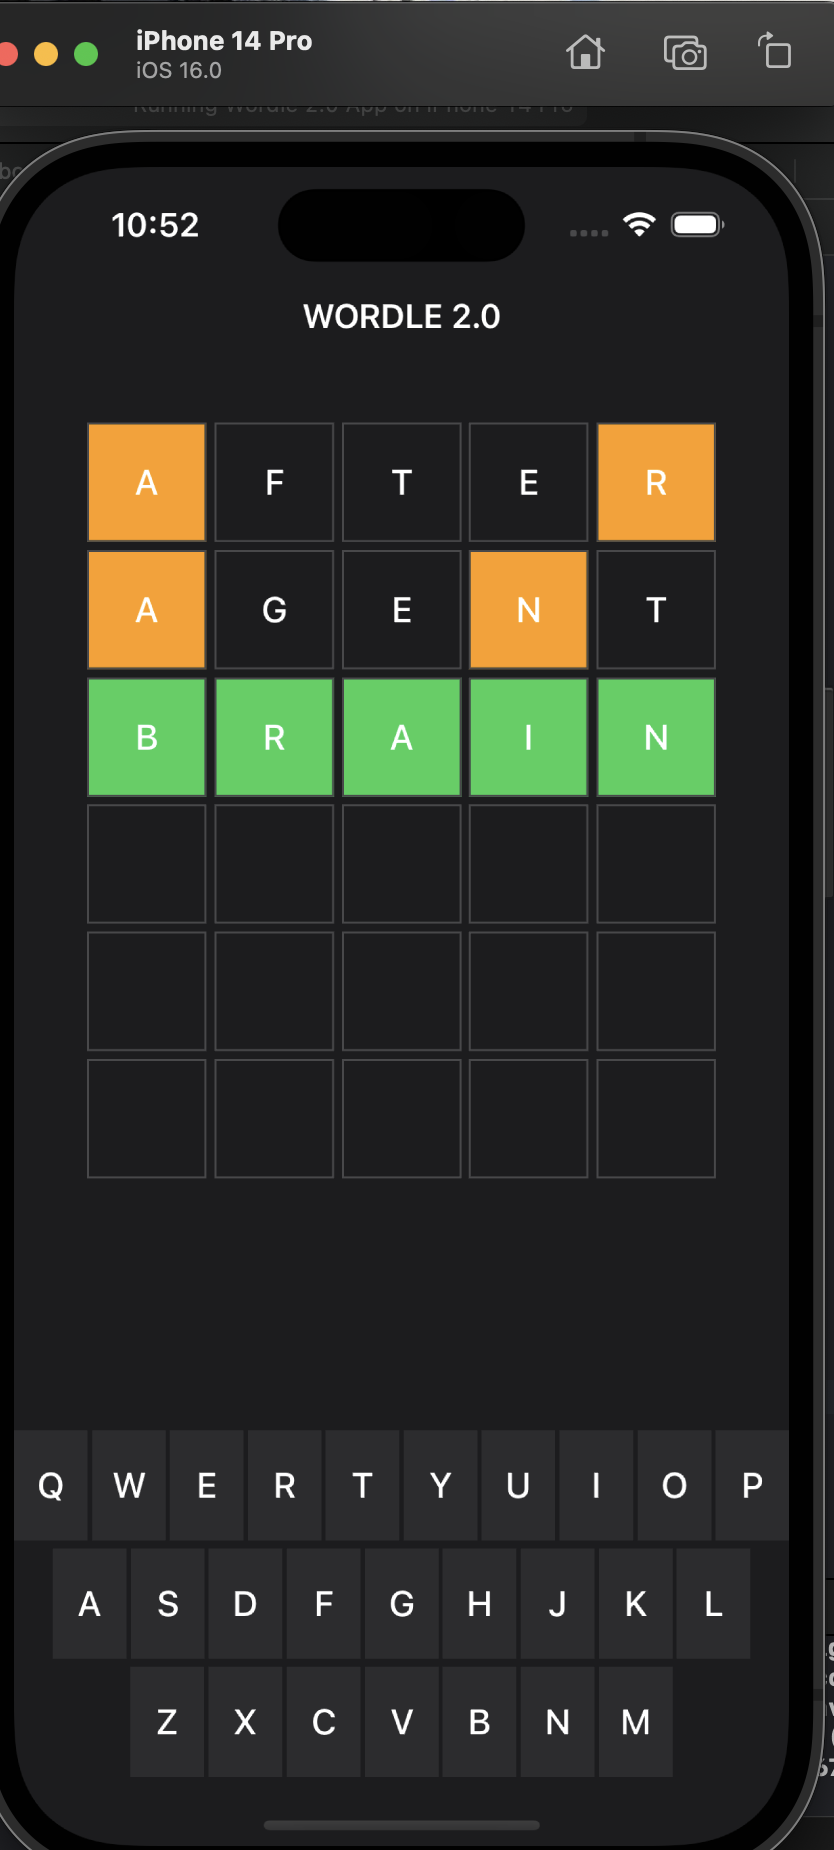 iPhone 14 Pro
iOS 16.0
Running Wordle 2.0 App on iPhone 14 Pro
10:52
WORDLE 2.0
A F T E R
A G E N T
B R A I N
Q W E R T Y U I O P
A S D F G H J K L
Z X C V B N M